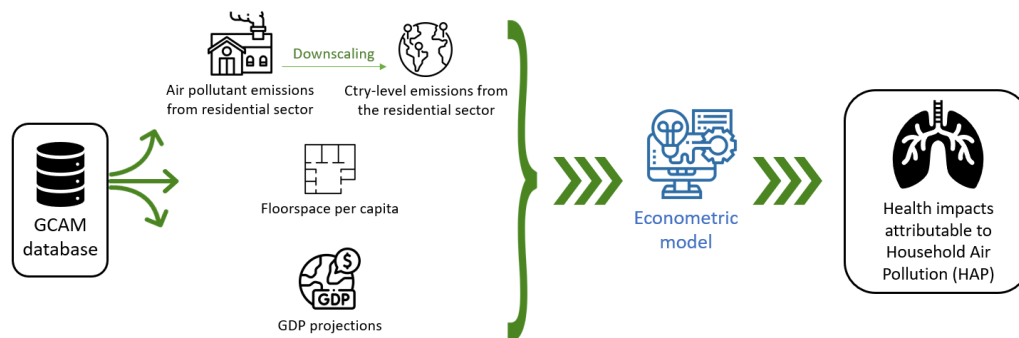 Downscaling
Air pollutant emissions
from residential sector
Ctry-level emissions from
the residential sector
GCAM
database
Floorspace per capita
$
GDP
GDP projections
Econometric
model
Health impacts
attributable to
Household Air
Pollution (HAP)